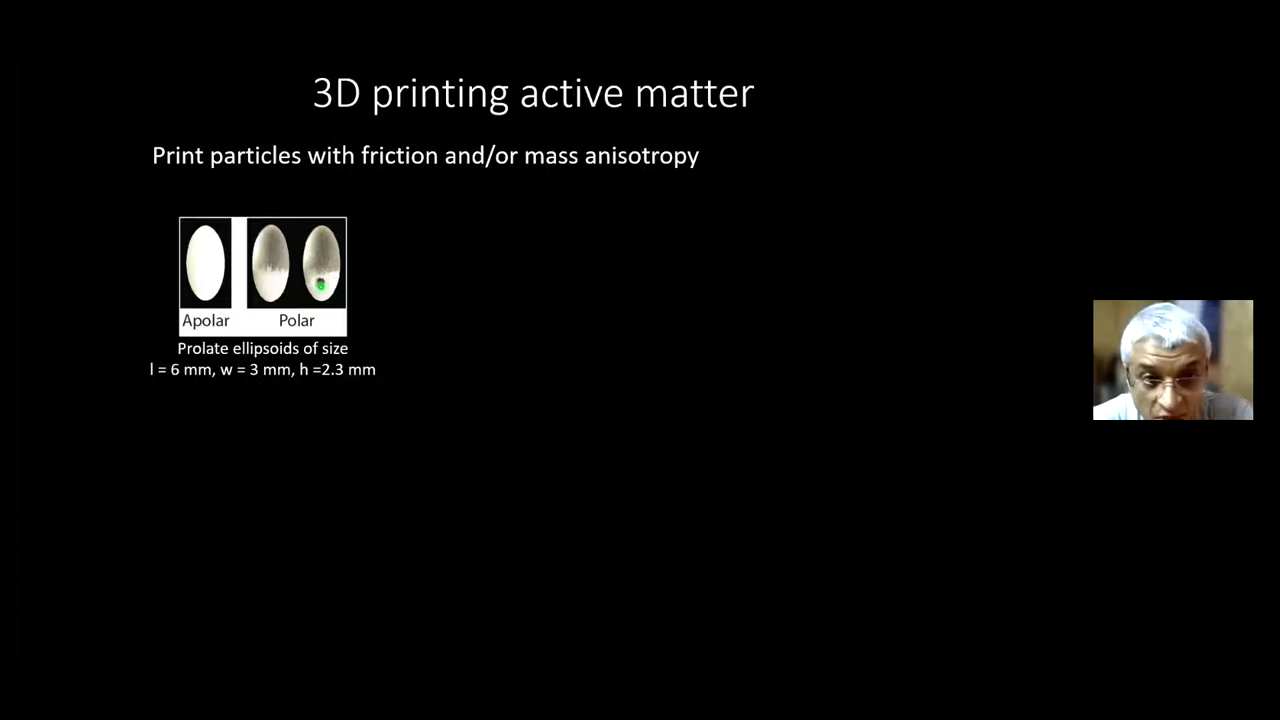 3D printing active matter
Print particles with friction and/or mass anisotropy
Apolar
Polar
Prolate ellipsoids of size
l = 6 mm, w = 3 mm, h =2.3 mm